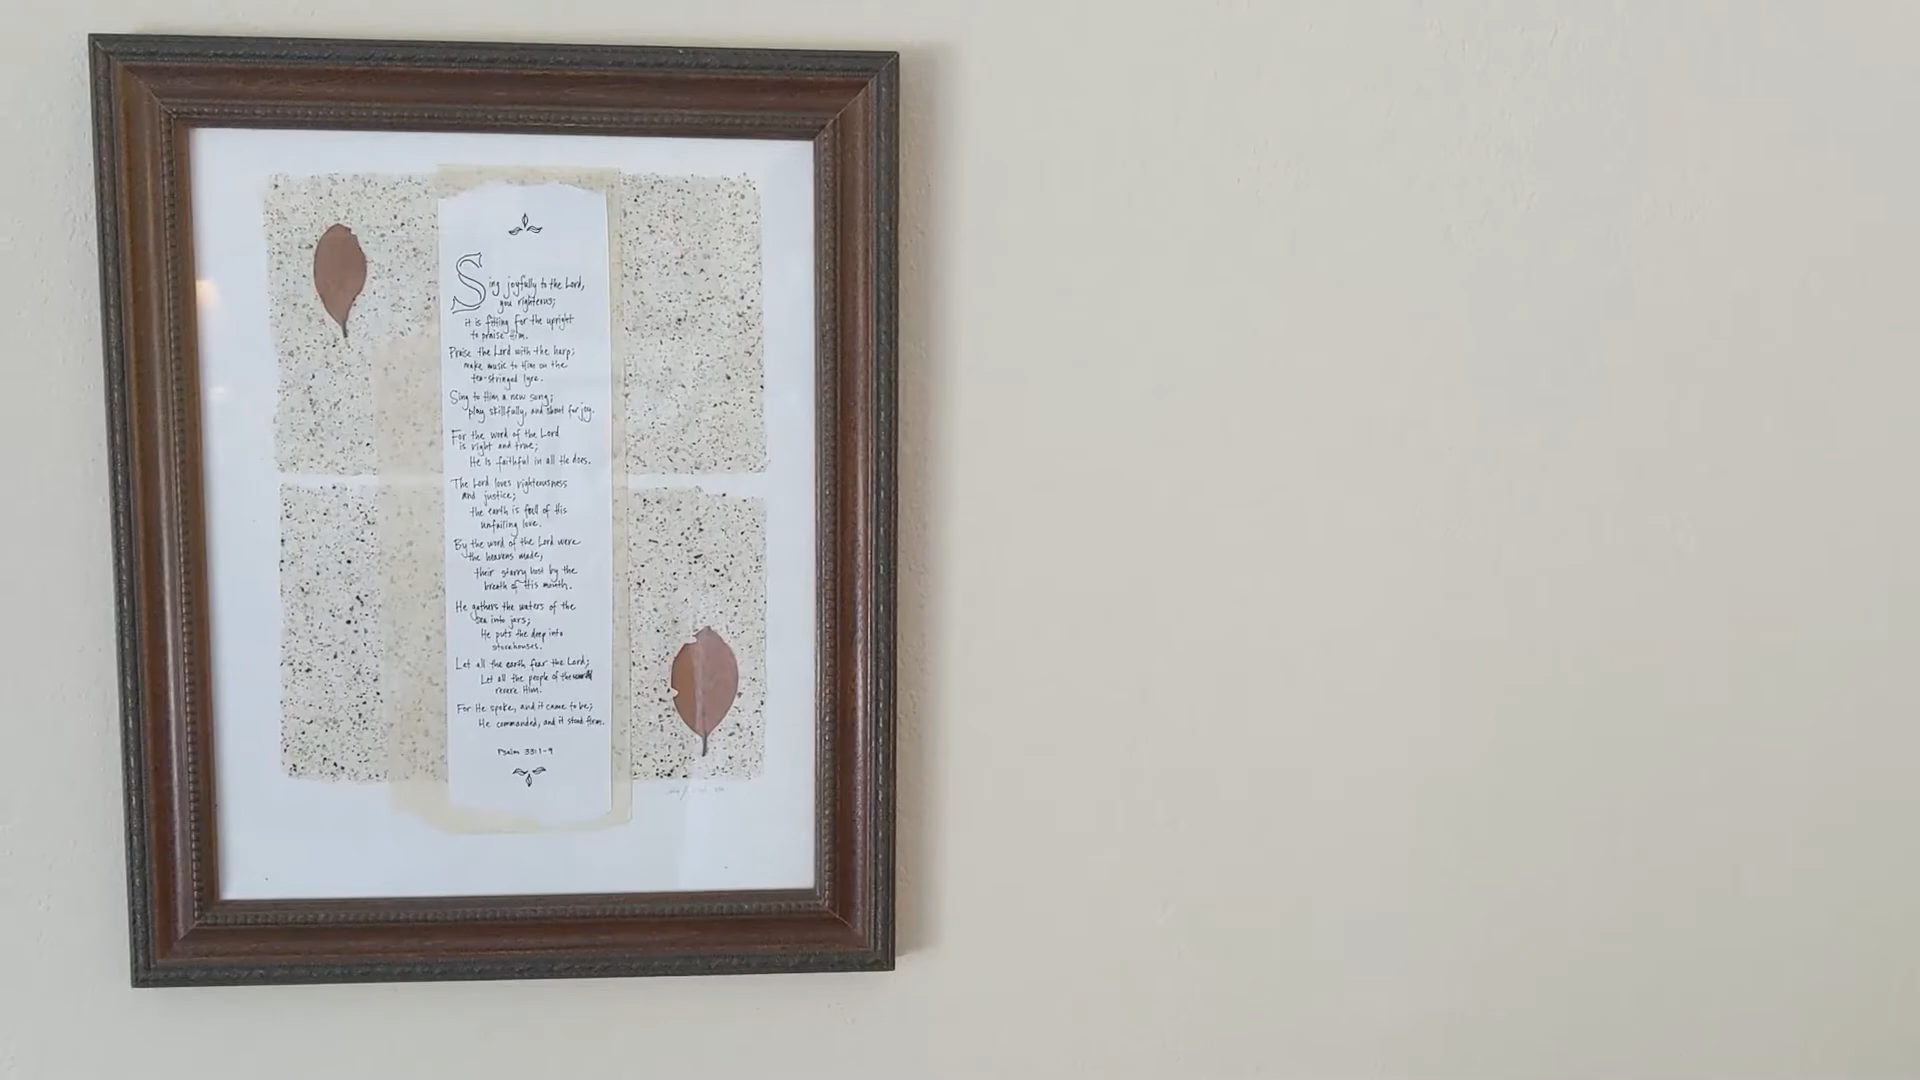 Sing joyfully to the Lord,
you righteous;
it is fitting for the upright
to praise Him.
Praise the Lord with the harp;
make music to Him on the
ten-stringed lyre.
Sing to Him a new song;
play skillfully, and shout for joy.
For the word of the Lord
is right and true;
He is faithful in all He does.
The Lord loves righteousness
and justice;
the earth is full of His
unfailing love.
By the word of the Lord were
the heavens made,
their starry host by the
breath of His mouth.
He gathers the waters of the
sea into jars;
He puts the deep into
storehouses.
Let all the earth fear the Lord;
Let all the people of the world
revere Him.
For He spoke, and it came to be;
He commanded, and it stood firm.
Psalm 33:1-9